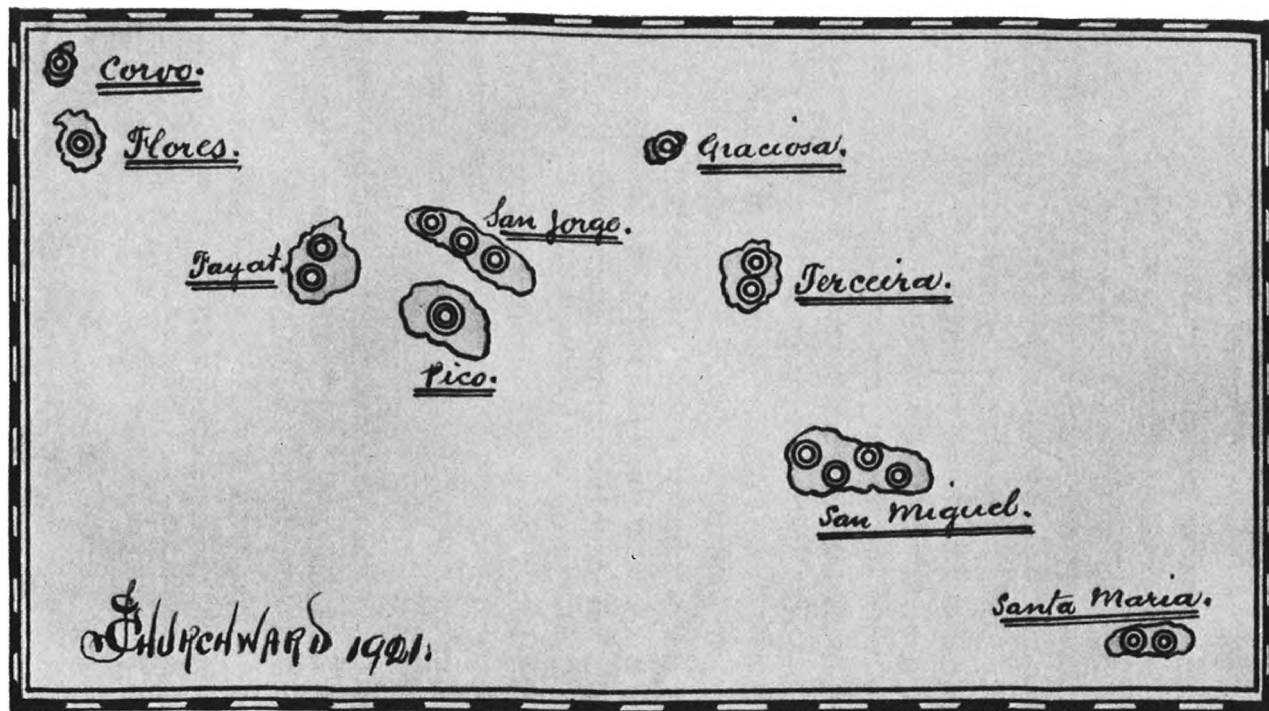 Corvo.
Flores.
Graciosa.
San Jorge.
Fayat.
Terceira.
Pico.
San Miguel.
Santa Maria.
Churchward 1921.